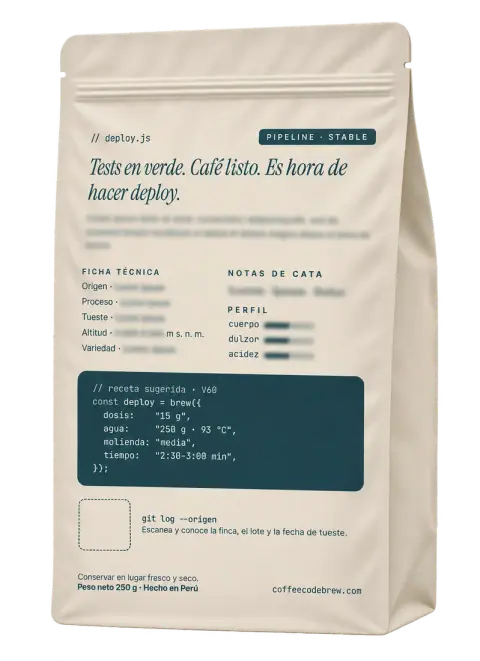 // deploy.js
PIPELINE · STABLE
Tests en verde. Café listo. Es hora de
hacer deploy.
FICHA TÉCNICA
Origen ·
Proceso ·
Tueste ·
Altitud · m s. n. m.
Variedad ·
NOTAS DE CATA
PERFIL
cuerpo
dulzor
acidez
// receta sugerida · V60
const deploy = brew({
dosis: "15 g",
agua: "250 g · 93 °C",
molienda: "media",
tiempo: "2:30–3:00 min",
});
git log --origen
Escanea y conoce la finca, el lote y la fecha de tueste.
Conservar en lugar fresco y seco.
Peso neto 250 g · Hecho en Perú
coffeecodebrew.com